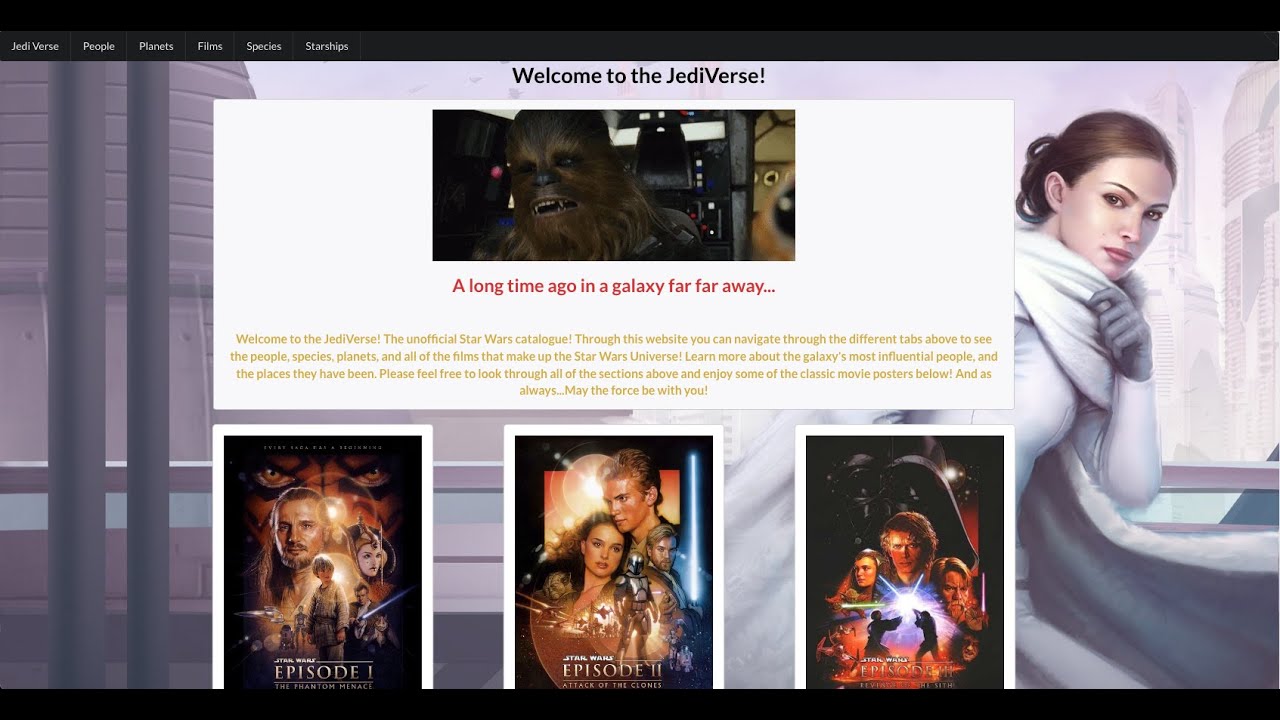 Jedi Verse People Planets Films Species Starships
Welcome to the JediVerse!
A long time ago in a galaxy far far away...
Welcome to the JediVerse! The unofficial Star Wars catalogue! Through this website you can navigate through the different tabs above to see
the people, species, planets, and all of the films that make up the Star Wars Universe! Learn more about the galaxy's most influential people, and
the places they have been. Please feel free to look through all of the sections above and enjoy some of the classic movie posters below! And as
always...May the force be with you!
EVERY SAGA HAS A BEGINNING
STAR WARS
EPISODE I
THE PHANTOM MENACE
STAR WARS
EPISODE II
ATTACK OF THE CLONES
STAR WARS
EPISODE III
REVENGE OF THE SITH